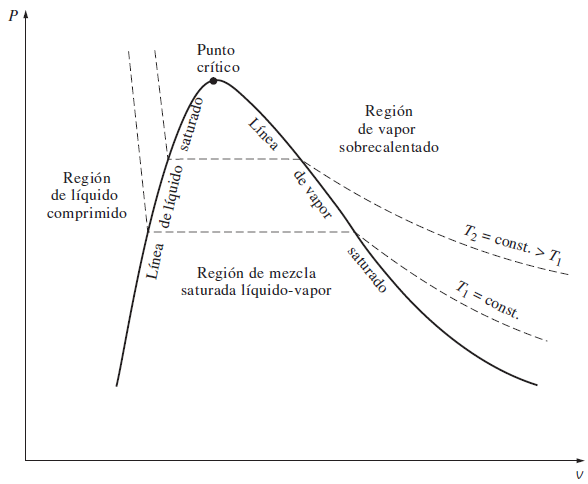 P
Punto
crítico
Región
de vapor
sobrecalentado
Región
de líquido
comprimido
Línea de líquido saturado
Línea de vapor saturado
T₂ = const. > T₁
T₁ = const.
Región de mezcla
saturada líquido-vapor
v